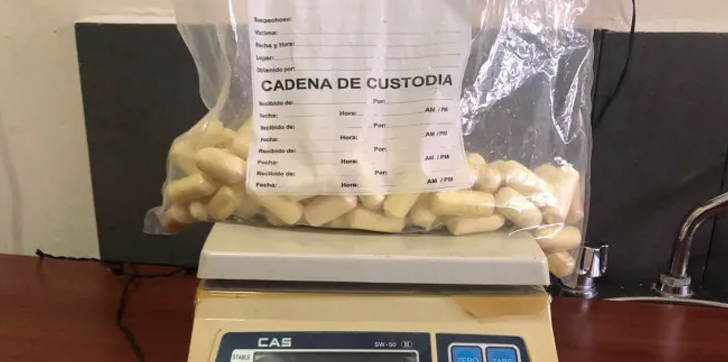 Sospechoso:
Victima:
Fecha y Hora:
Lugar:
Obtenido por:
CADENA DE CUSTODIA
Recibido de: Por:
Fecha: Hora: AM / PM
Recibido de: Por:
Fecha: Hora: AM / PM
Recibido de: Por:
Fecha: Hora: AM / PM
Recibido de: Por:
Fecha: Hora: AM / PM
CAS
SW-50
STABLE
ZERO TARE